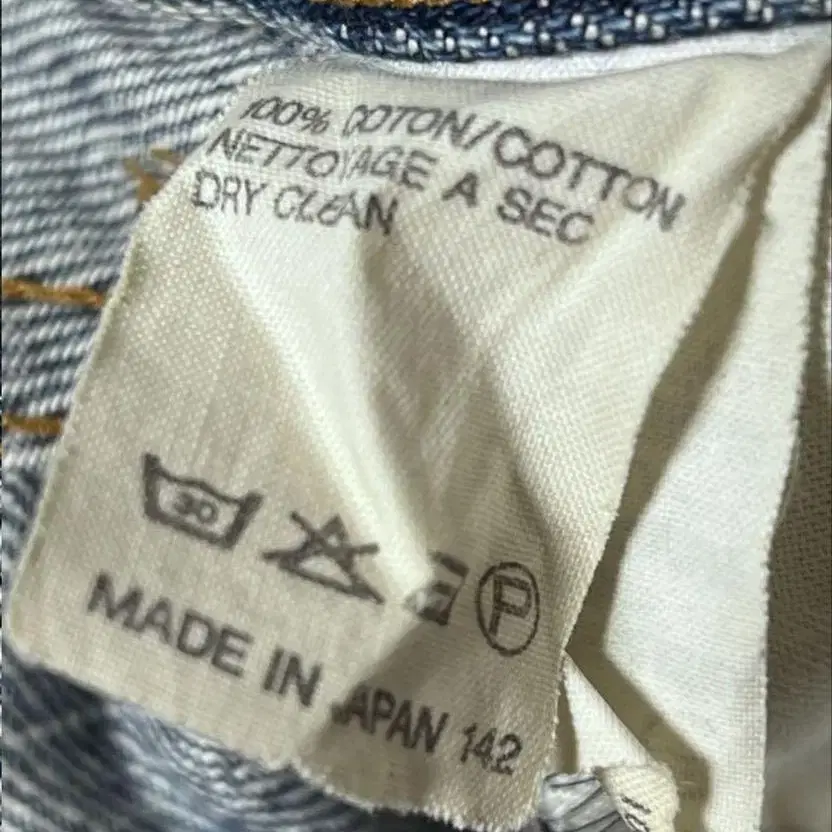 100% COTON/COTTON
NETTOYAGE A SEC
DRY CLEAN
30
P
MADE IN JAPAN 142